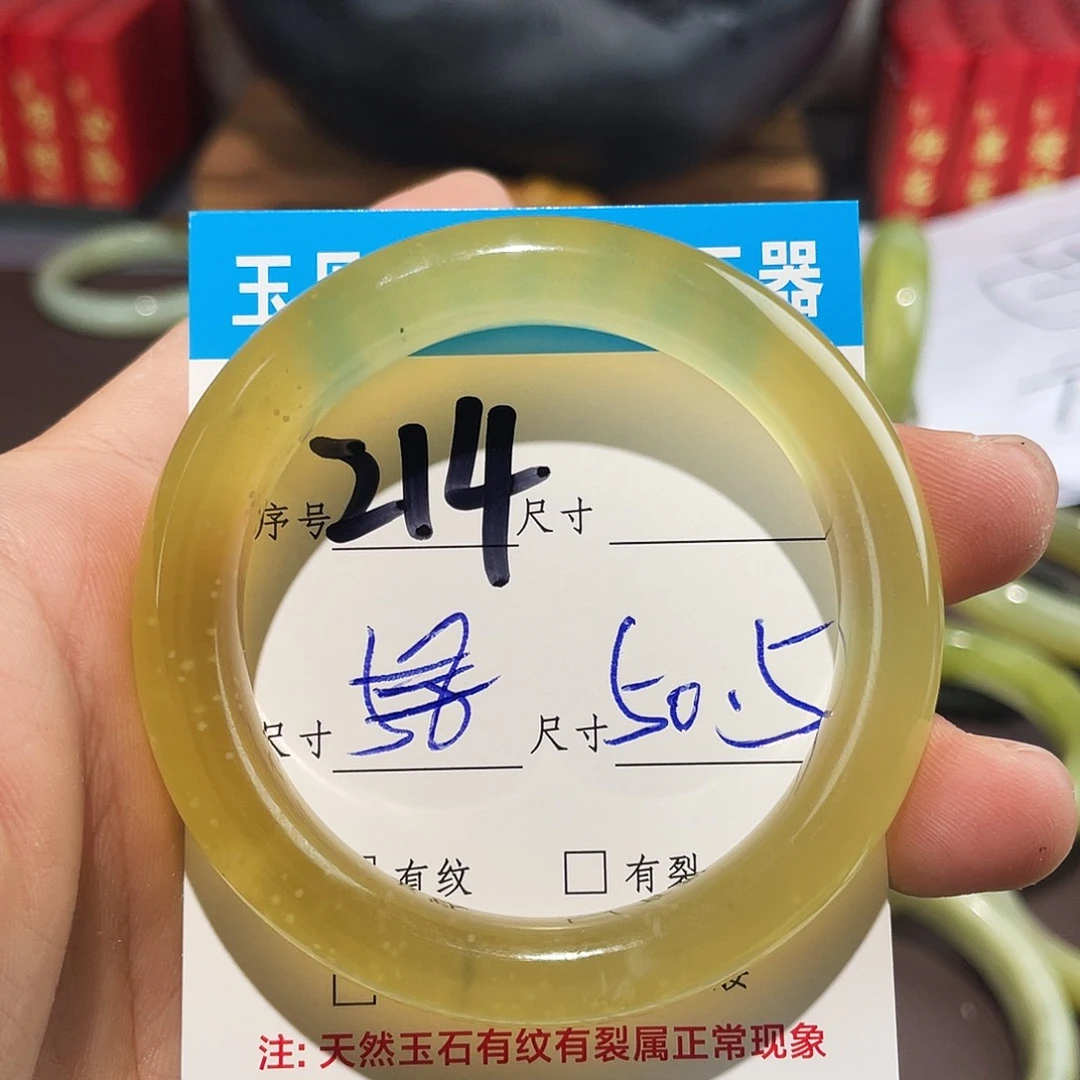 玉 器
序号 214 尺寸
尺寸 尺寸 50.5
有纹 有裂
注: 天然玉石有纹有裂属正常现象